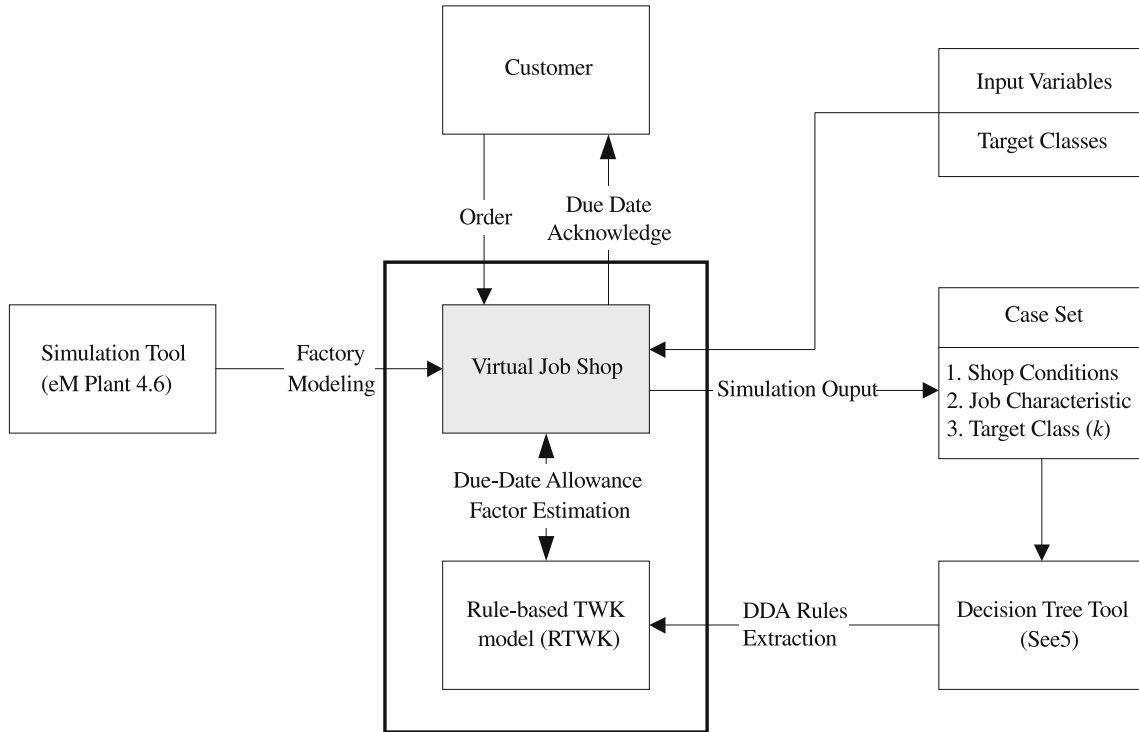 Customer
Input Variables
Target Classes
Order
Due Date
Acknowledge
Simulation Tool
(eM Plant 4.6)
Factory
Modeling
Virtual Job Shop
Simulation Ouput
Case Set
1. Shop Conditions
2. Job Characteristic
3. Target Class (k)
Due-Date Allowance
Factor Estimation
Rule-based TWK
model (RTWK)
DDA Rules
Extraction
Decision Tree Tool
(See5)